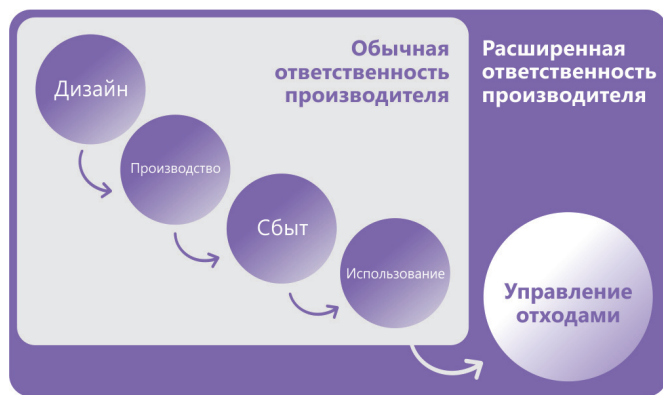 Обычная
ответственность
производителя
Расширенная
ответственность
производителя
Дизайн
Производство
Сбыт
Использование
Управление
отходами